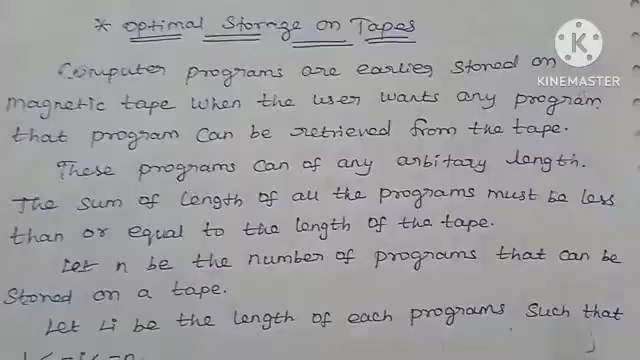 * Optimal Storage on Tapes
K
KINEMASTER
Computer programs are earlier stored on
magnetic tape when the user wants any program
that program can be retrieved from the tape.
These programs can of any arbitary length.
The sum of length of all the programs must be less
than or equal to the length of the tape.
Let n be the number of programs that can be
stored on a tape.
Let Li be the length of each programs such that